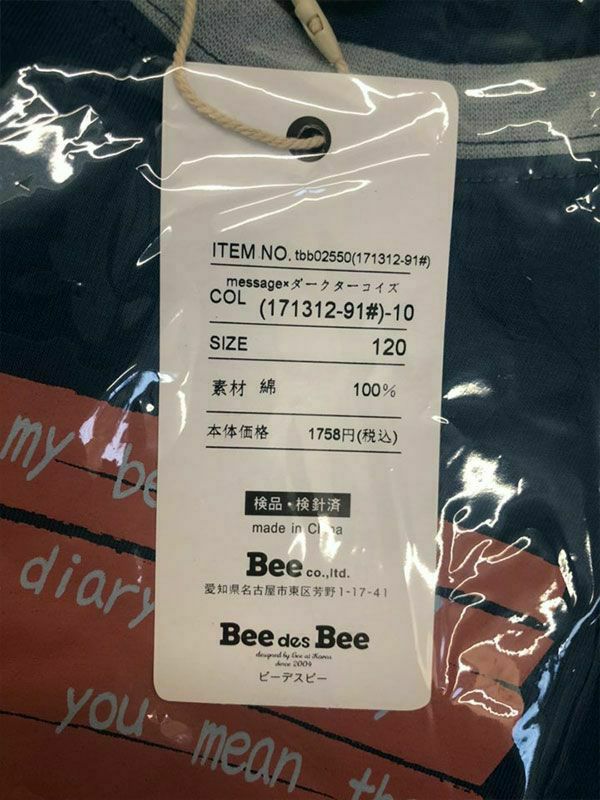 ITEM NO. tbb02550(171312-91#)
message×ダークターコイズ
COL (171312-91#)-10
SIZE 120
素材 綿 100%
本体価格 1758円(税込)
検品・検針済
made in China
Bee co.,ltd.
愛知県名古屋市東区芳野1-17-41
Bee des Bee
designed by Bee at Korea
since 2004
ビーデスビー
my be
diary
you mean th